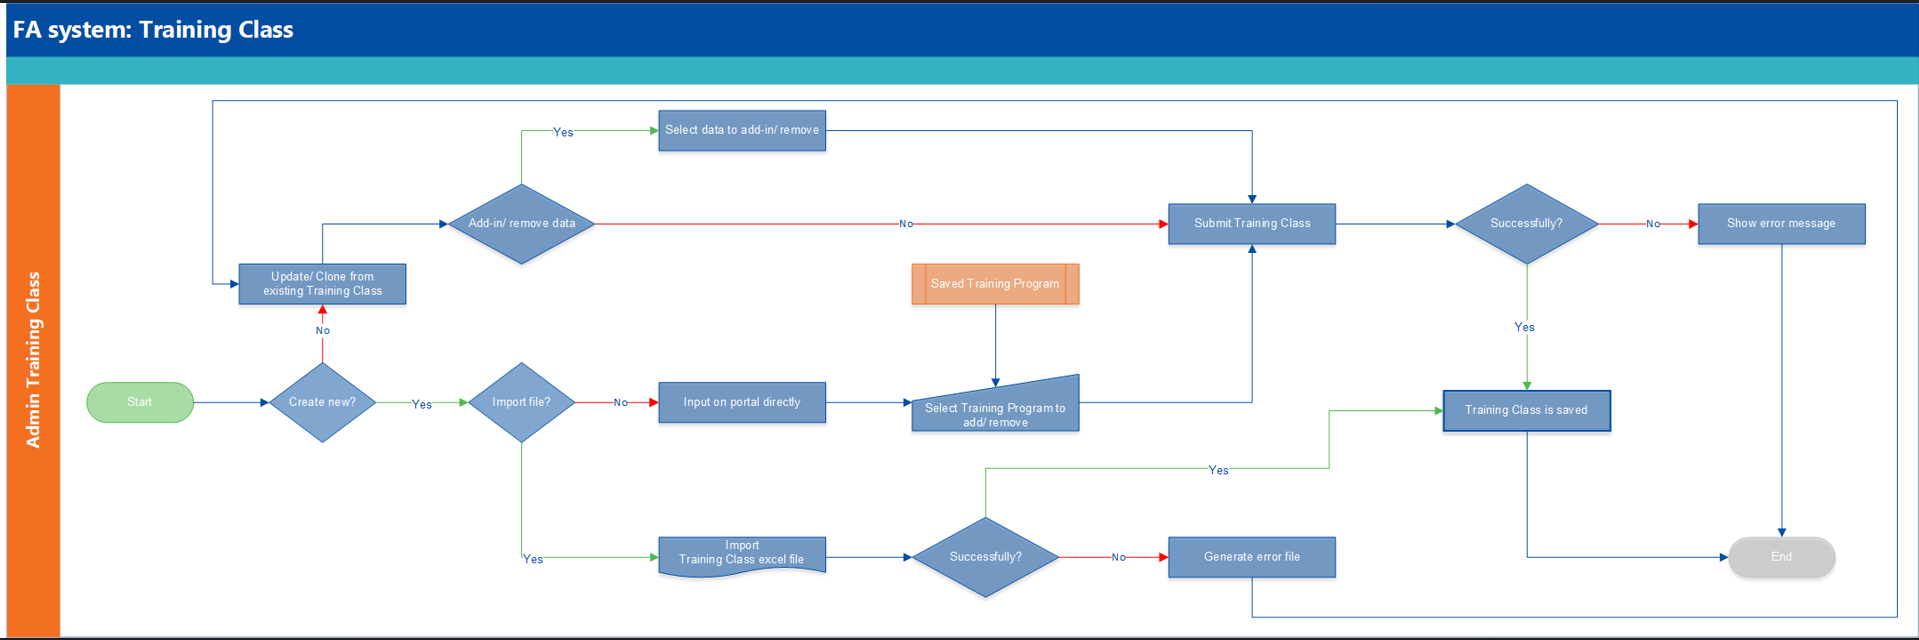 FA system: Training Class
Admin Training Class
Yes
Select data to add-in/ remove
Add-in/ remove data
No
Submit Training Class
Successfully?
No
Show error message
Update/ Clone from
existing Training Class
Saved Training Program
No
Yes
Start
Create new?
Yes
Import file?
No
Input on portal directly
Select Training Program to
add/ remove
Training Class is saved
Yes
Yes
Import
Training Class excel file
Successfully?
No
Generate error file
End